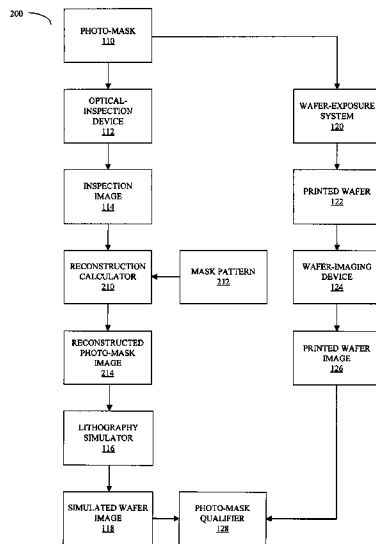 200
PHOTO-MASK
110
OPTICAL-
INSPECTION
DEVICE
112
WAFER-EXPOSURE
SYSTEM
120
INSPECTION
IMAGE
114
PRINTED WAFER
122
RECONSTRUCTION
CALCULATOR
210
MASK PATTERN
212
WAFER-IMAGING
DEVICE
124
RECONSTRUCTED
PHOTO-MASK
IMAGE
214
PRINTED WAFER
IMAGE
126
LITHOGRAPHY
SIMULATOR
116
SIMULATED WAFER
IMAGE
118
PHOTO-MASK
QUALIFIER
128